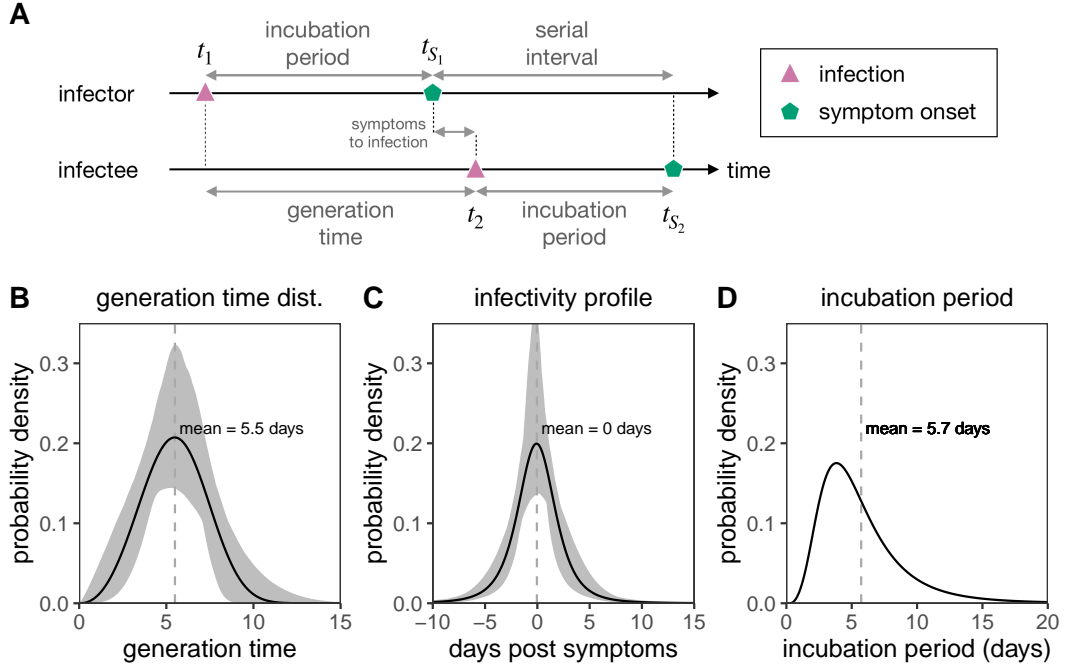 A
incubation
period
serial
interval
t1
tS1
infector
symptoms
to infection
infectee
time
generation
time
t2
incubation
period
tS2
infection
symptom onset
B
generation time dist.
probability density
0.3
0.2
0.1
0.0
mean = 5.5 days
0
5
10
15
generation time
C
infectivity profile
probability density
0.3
0.2
0.1
0.0
mean = 0 days
−10
−5
0
5
10
15
days post symptoms
D
incubation period
probability density
0.3
0.2
0.1
0.0
mean = 5.7 days
0
5
10
15
20
incubation period (days)